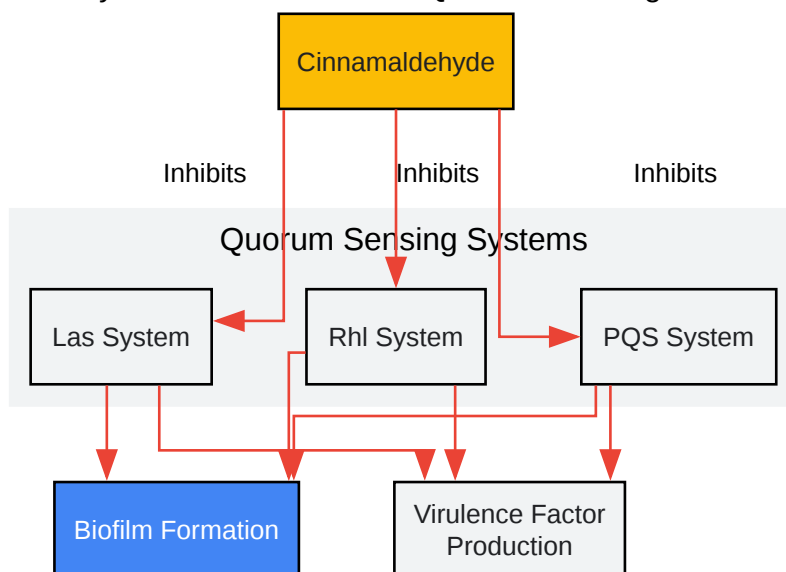 Cinnamaldehyde
Inhibits Inhibits Inhibits
Quorum Sensing Systems
Las System Rhl System PQS System
Biofilm Formation
Virulence Factor
Production